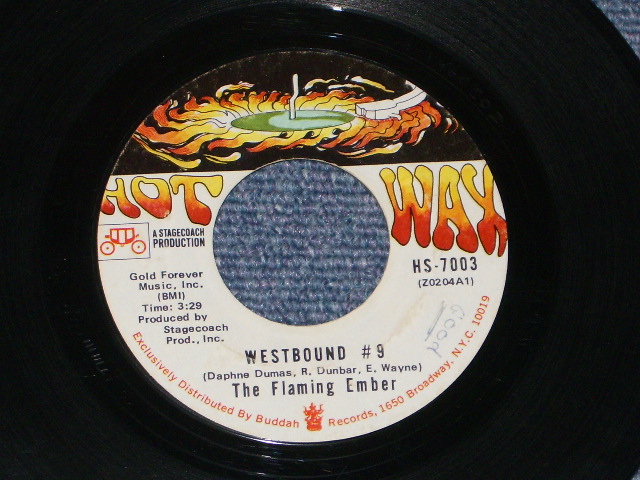 HOT WAX
A STAGECOACH
PRODUCTION
HS-7003
(Z0204A1)
Gold Forever
Music, Inc.
(BMI)
Time: 3:29
Produced by
Stagecoach
Prod., Inc.
Good
WESTBOUND #9
(Daphne Dumas, R. Dunbar, E. Wayne)
The Flaming Ember
Exclusively Distributed By Buddah Records, 1650 Broadway, N.Y.C. 10019